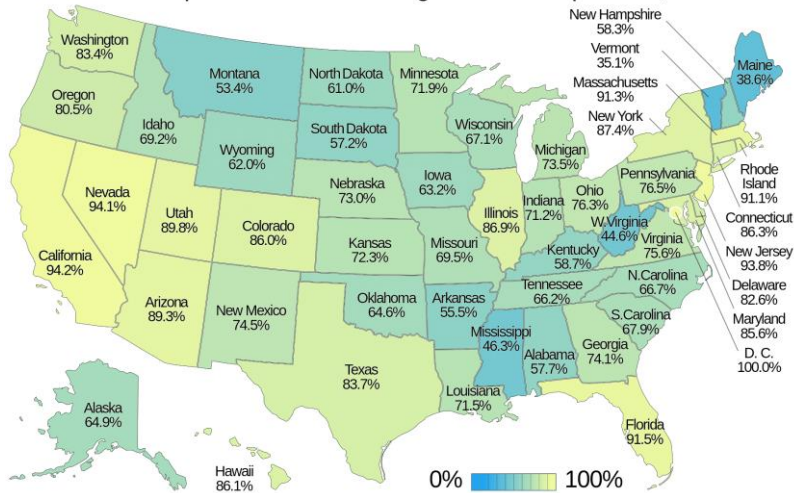 New Hampshire
58.3%
Vermont
35.1%
Massachusetts
91.3%
New York
87.4%
Maine
38.6%
Washington
83.4%
Montana
53.4%
North Dakota
61.0%
Minnesota
71.9%
Oregon
80.5%
Idaho
69.2%
Wyoming
62.0%
South Dakota
57.2%
Wisconsin
67.1%
Michigan
73.5%
Rhode
Island
91.1%
Nevada
94.1%
Utah
89.8%
Colorado
86.0%
Nebraska
73.0%
Iowa
63.2%
Illinois
86.9%
Indiana
71.2%
Ohio
76.3%
Pennsylvania
76.5%
Connecticut
86.3%
California
94.2%
Kansas
72.3%
Missouri
69.5%
Kentucky
58.7%
W.Virginia
44.6%
Virginia
75.6%
New Jersey
93.8%
Delaware
82.6%
Maryland
85.6%
D. C.
100.0%
Arizona
89.3%
New Mexico
74.5%
Oklahoma
64.6%
Arkansas
55.5%
Tennessee
66.2%
N.Carolina
66.7%
S.Carolina
67.9%
Mississippi
46.3%
Alabama
57.7%
Georgia
74.1%
Texas
83.7%
Louisiana
71.5%
Florida
91.5%
Alaska
64.9%
Hawaii
86.1%
0% 100%